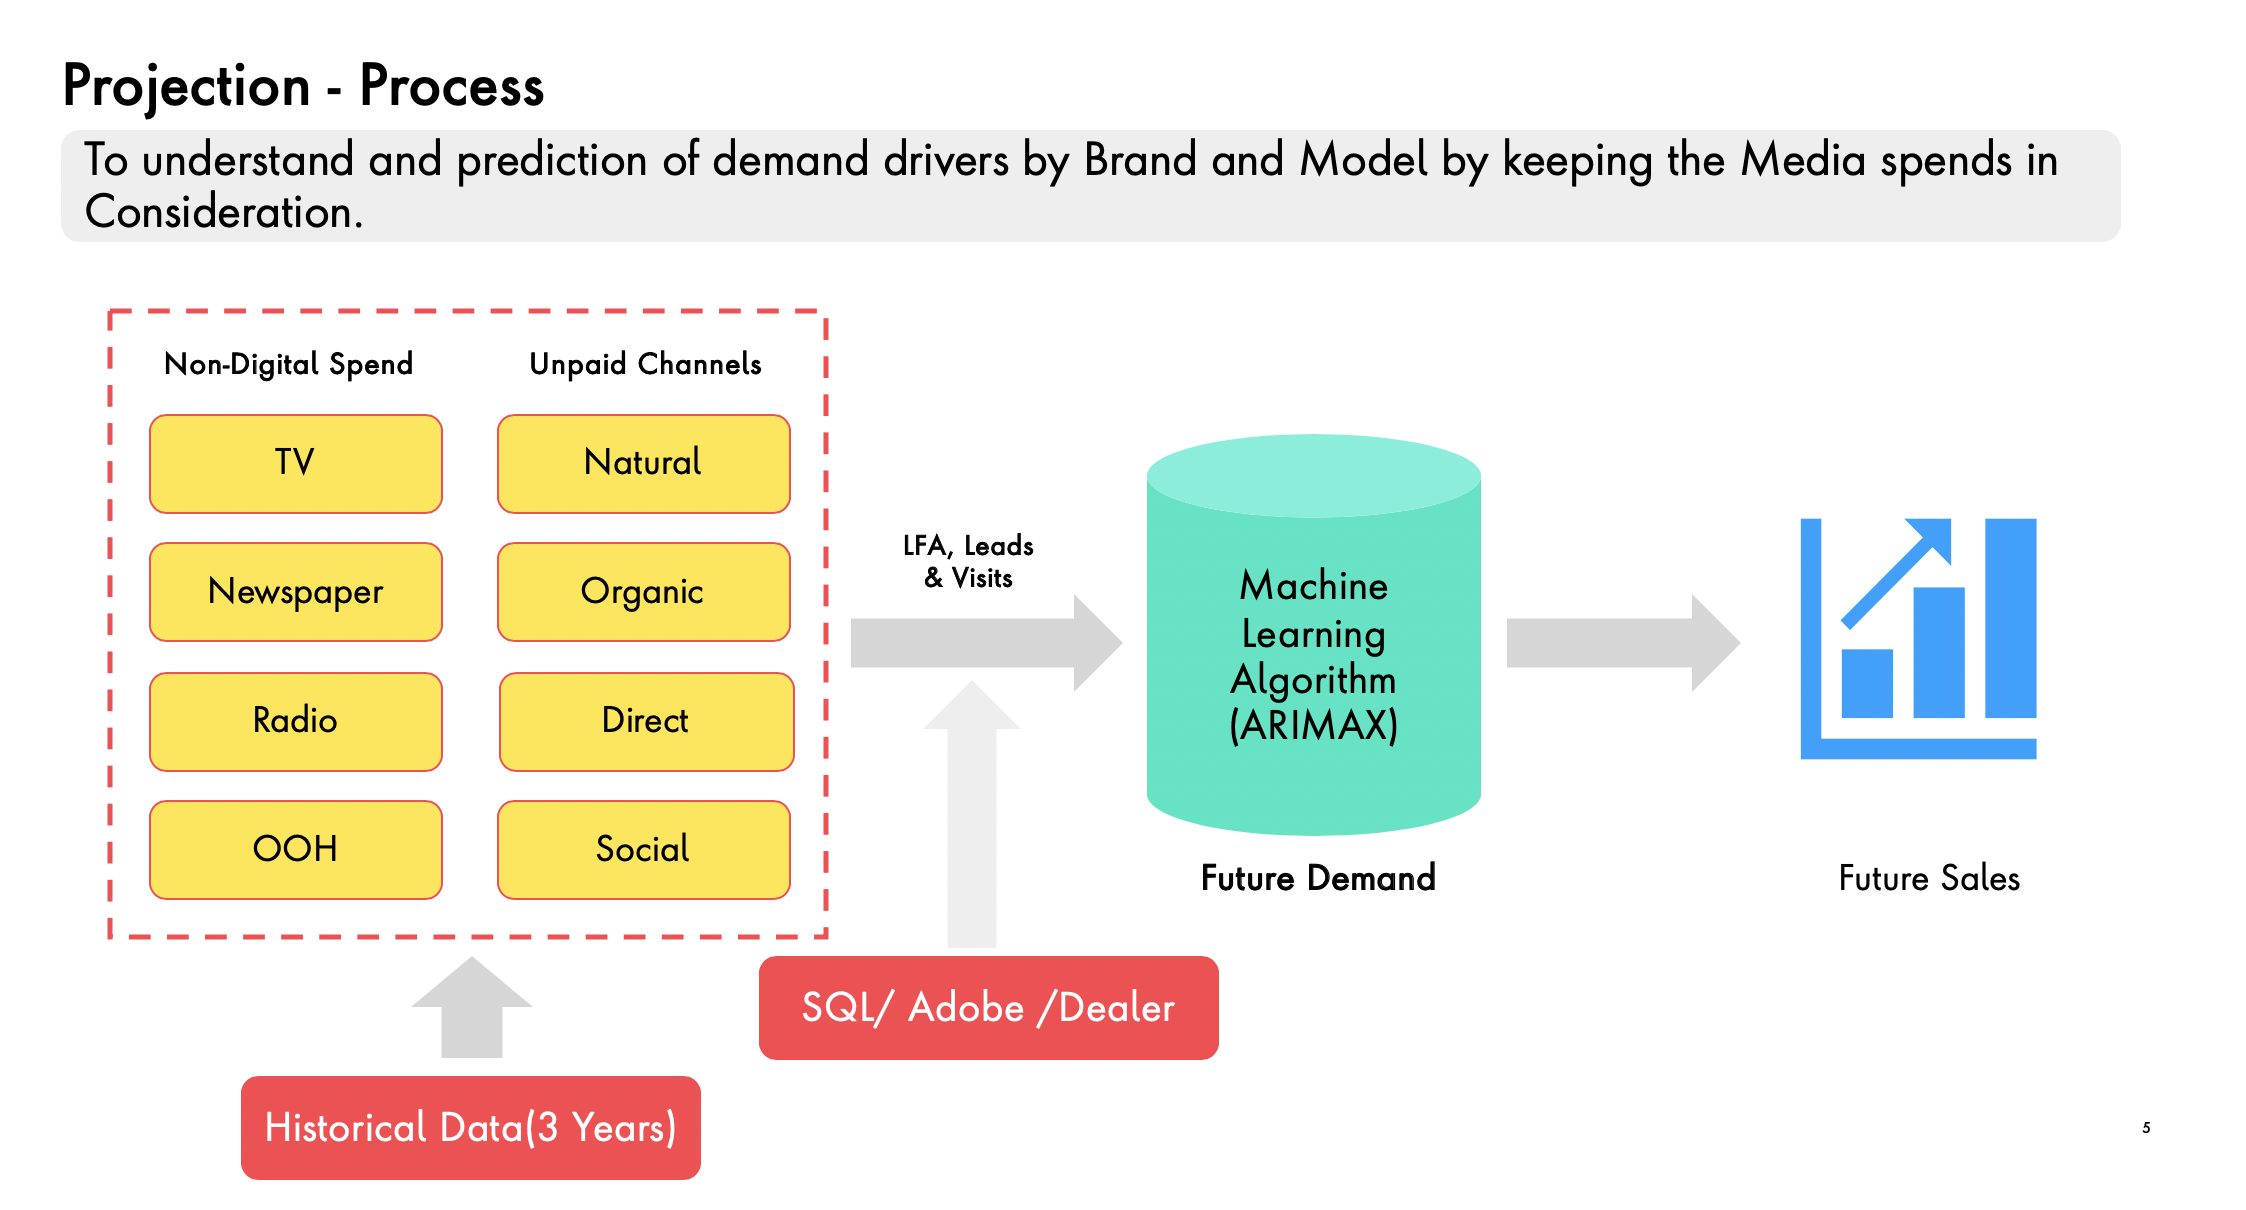 Projection - Process
To understand and prediction of demand drivers by Brand and Model by keeping the Media spends in
Consideration.
Non-Digital Spend
Unpaid Channels
TV
Natural
Newspaper
Organic
Radio
Direct
OOH
Social
LFA, Leads
& Visits
Machine
Learning
Algorithm
(ARIMAX)
Future Demand
Future Sales
SQL/ Adobe /Dealer
Historical Data(3 Years)
5